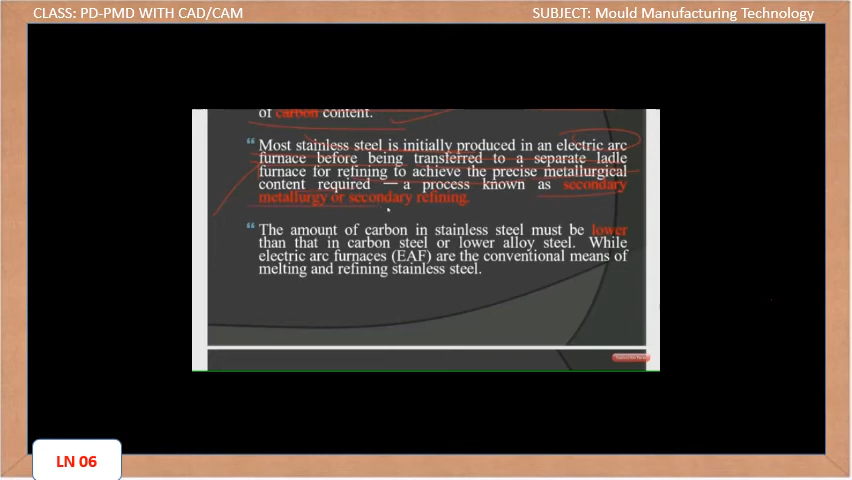 CLASS: PD-PMD WITH CAD/CAM
SUBJECT: Mould Manufacturing Technology
of carbon content.
“ Most stainless steel is initially produced in an electric arc
furnace before being transferred to a separate ladle
furnace for refining to achieve the precise metallurgical
content required — a process known as secondary
metallurgy or secondary refining.
“ The amount of carbon in stainless steel must be lower
than that in carbon steel or lower alloy steel. While
electric arc furnaces (EAF) are the conventional means of
melting and refining stainless steel.
LN 06